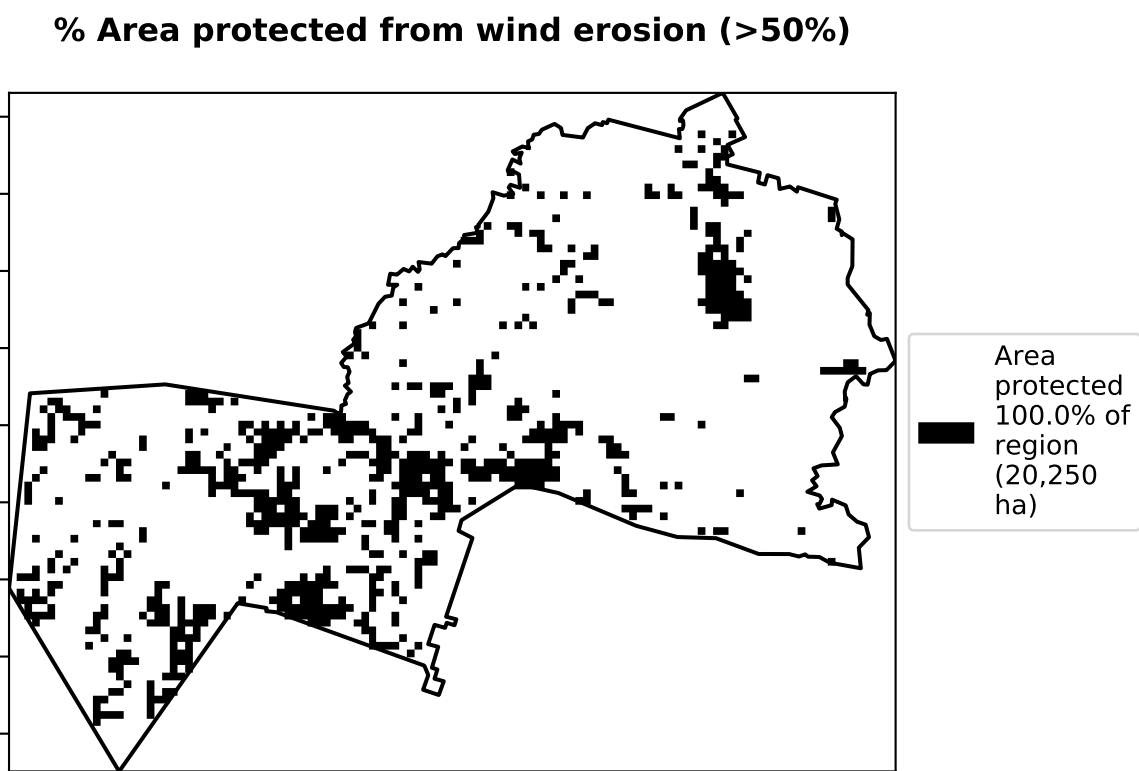 % Area protected from wind erosion (>50%)
Area
protected
100.0% of
region
(20,250
ha)